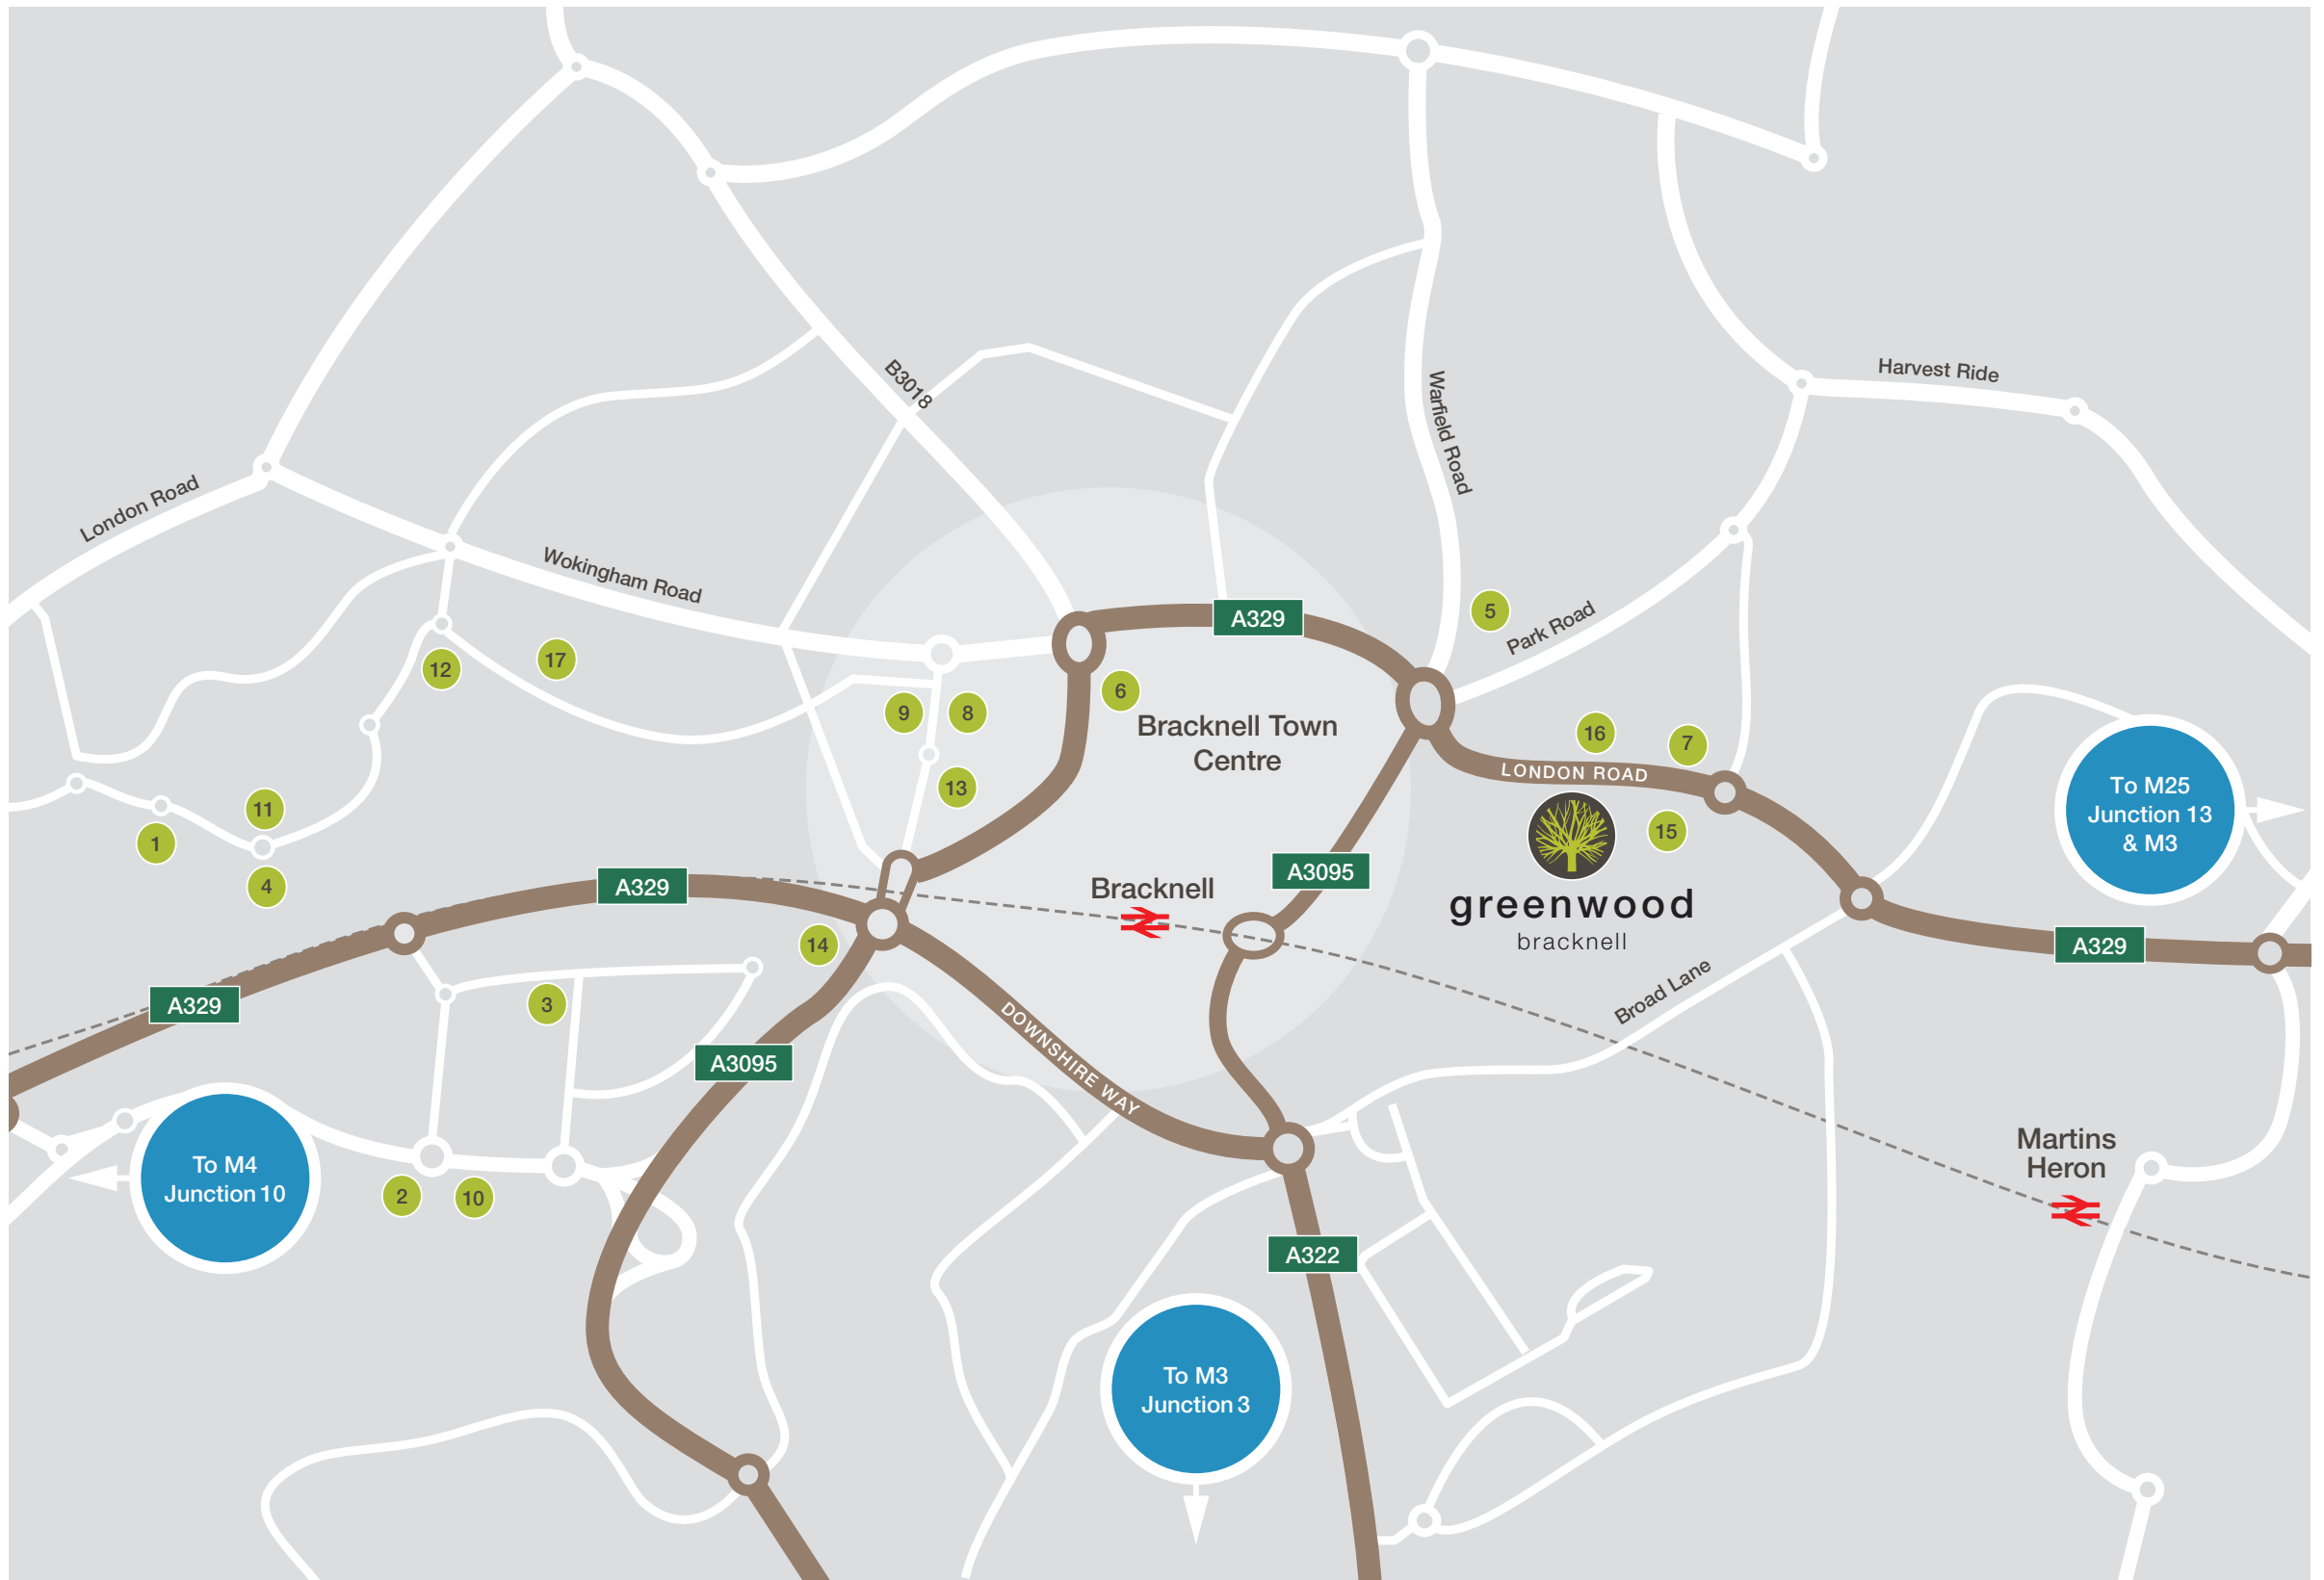 B3018
Warfield Road
Harvest Ride
London Road
Wokingham Road
A329
5
Park Road
12
17
9
8
6
Bracknell Town
Centre
16
7
LONDON ROAD
13
11
1
4
15
To M25
Junction 13
& M3
A329
Bracknell
A3095
greenwood
bracknell
14
A329
A329
3
Broad Lane
DOWNSHIRE WAY
A3095
To M4
Junction 10
2
10
Martins
Heron
A322
To M3
Junction 3